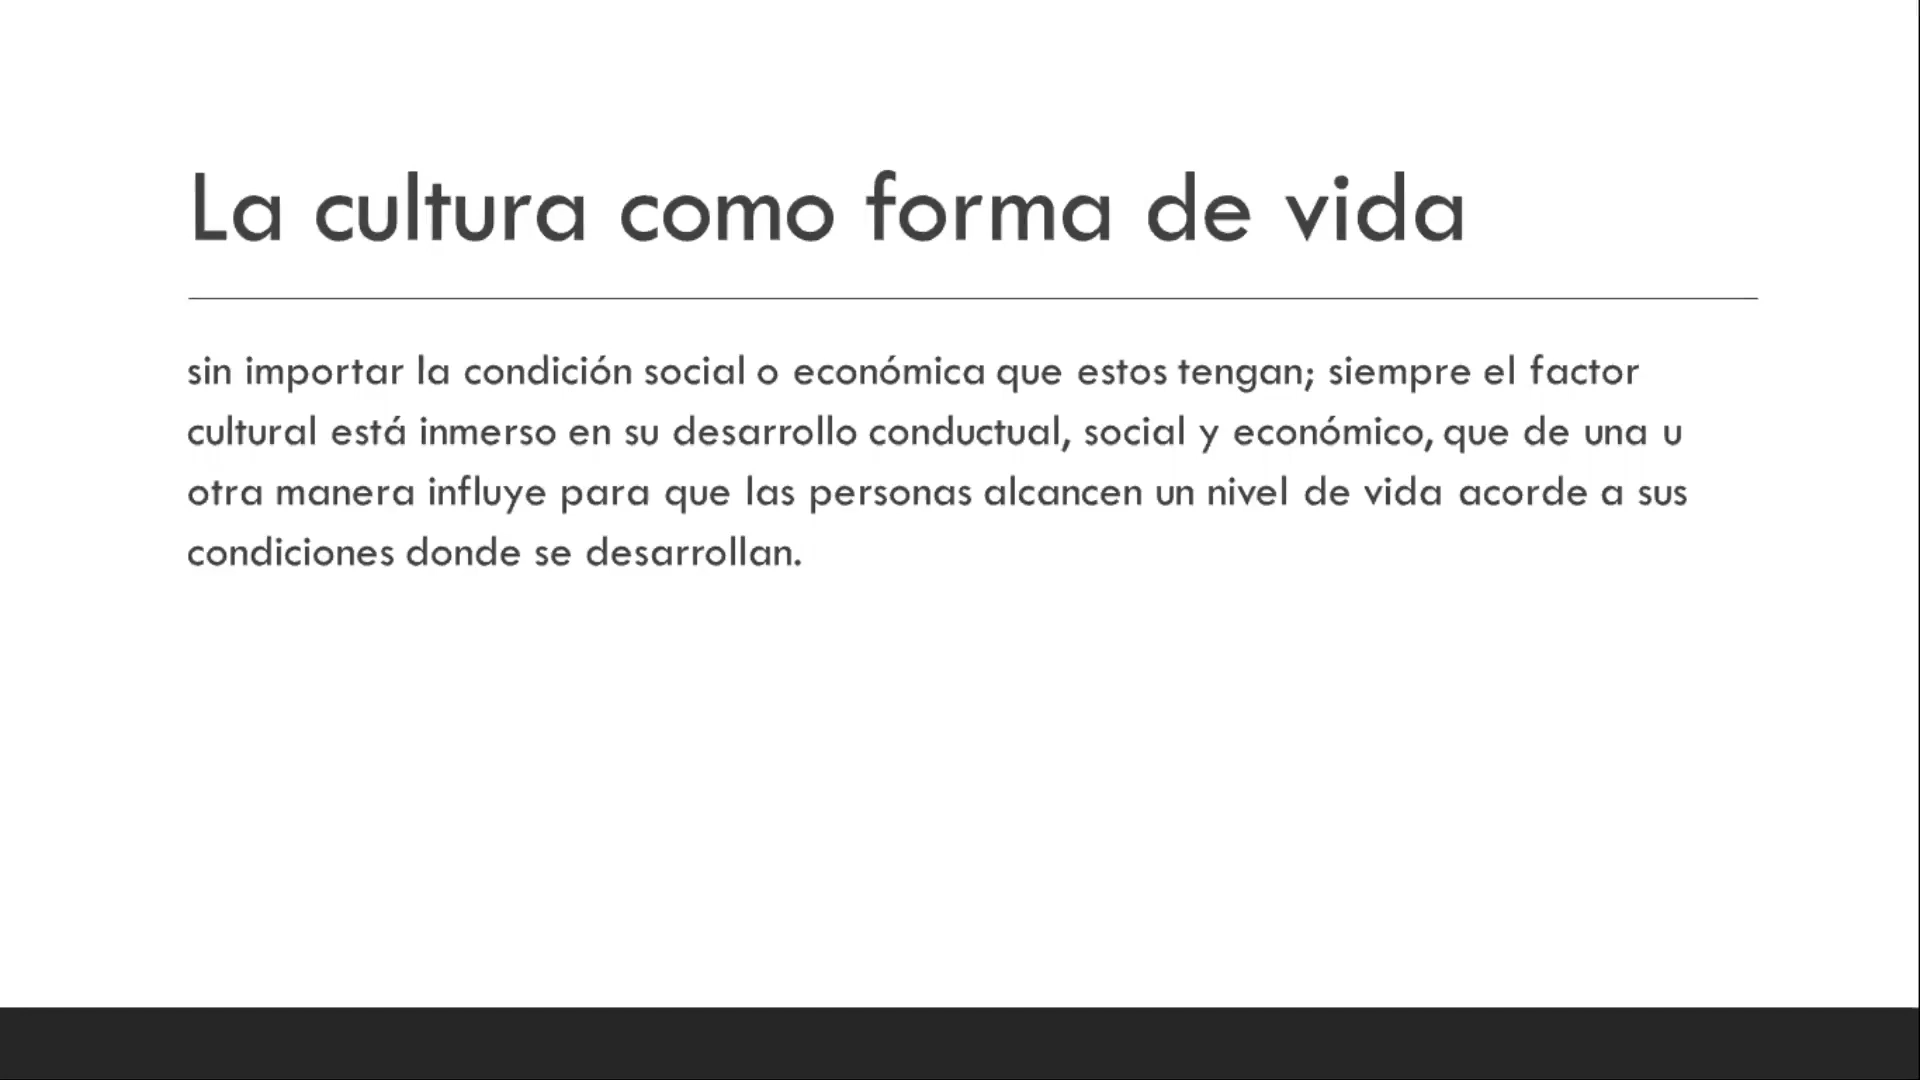 La cultura como forma de vida
sin importar la condición social o económica que estos tengan; siempre el factor
cultural está inmerso en su desarrollo conductual, social y económico, que de una u
otra manera influye para que las personas alcancen un nivel de vida acorde a sus
condiciones donde se desarrollan.